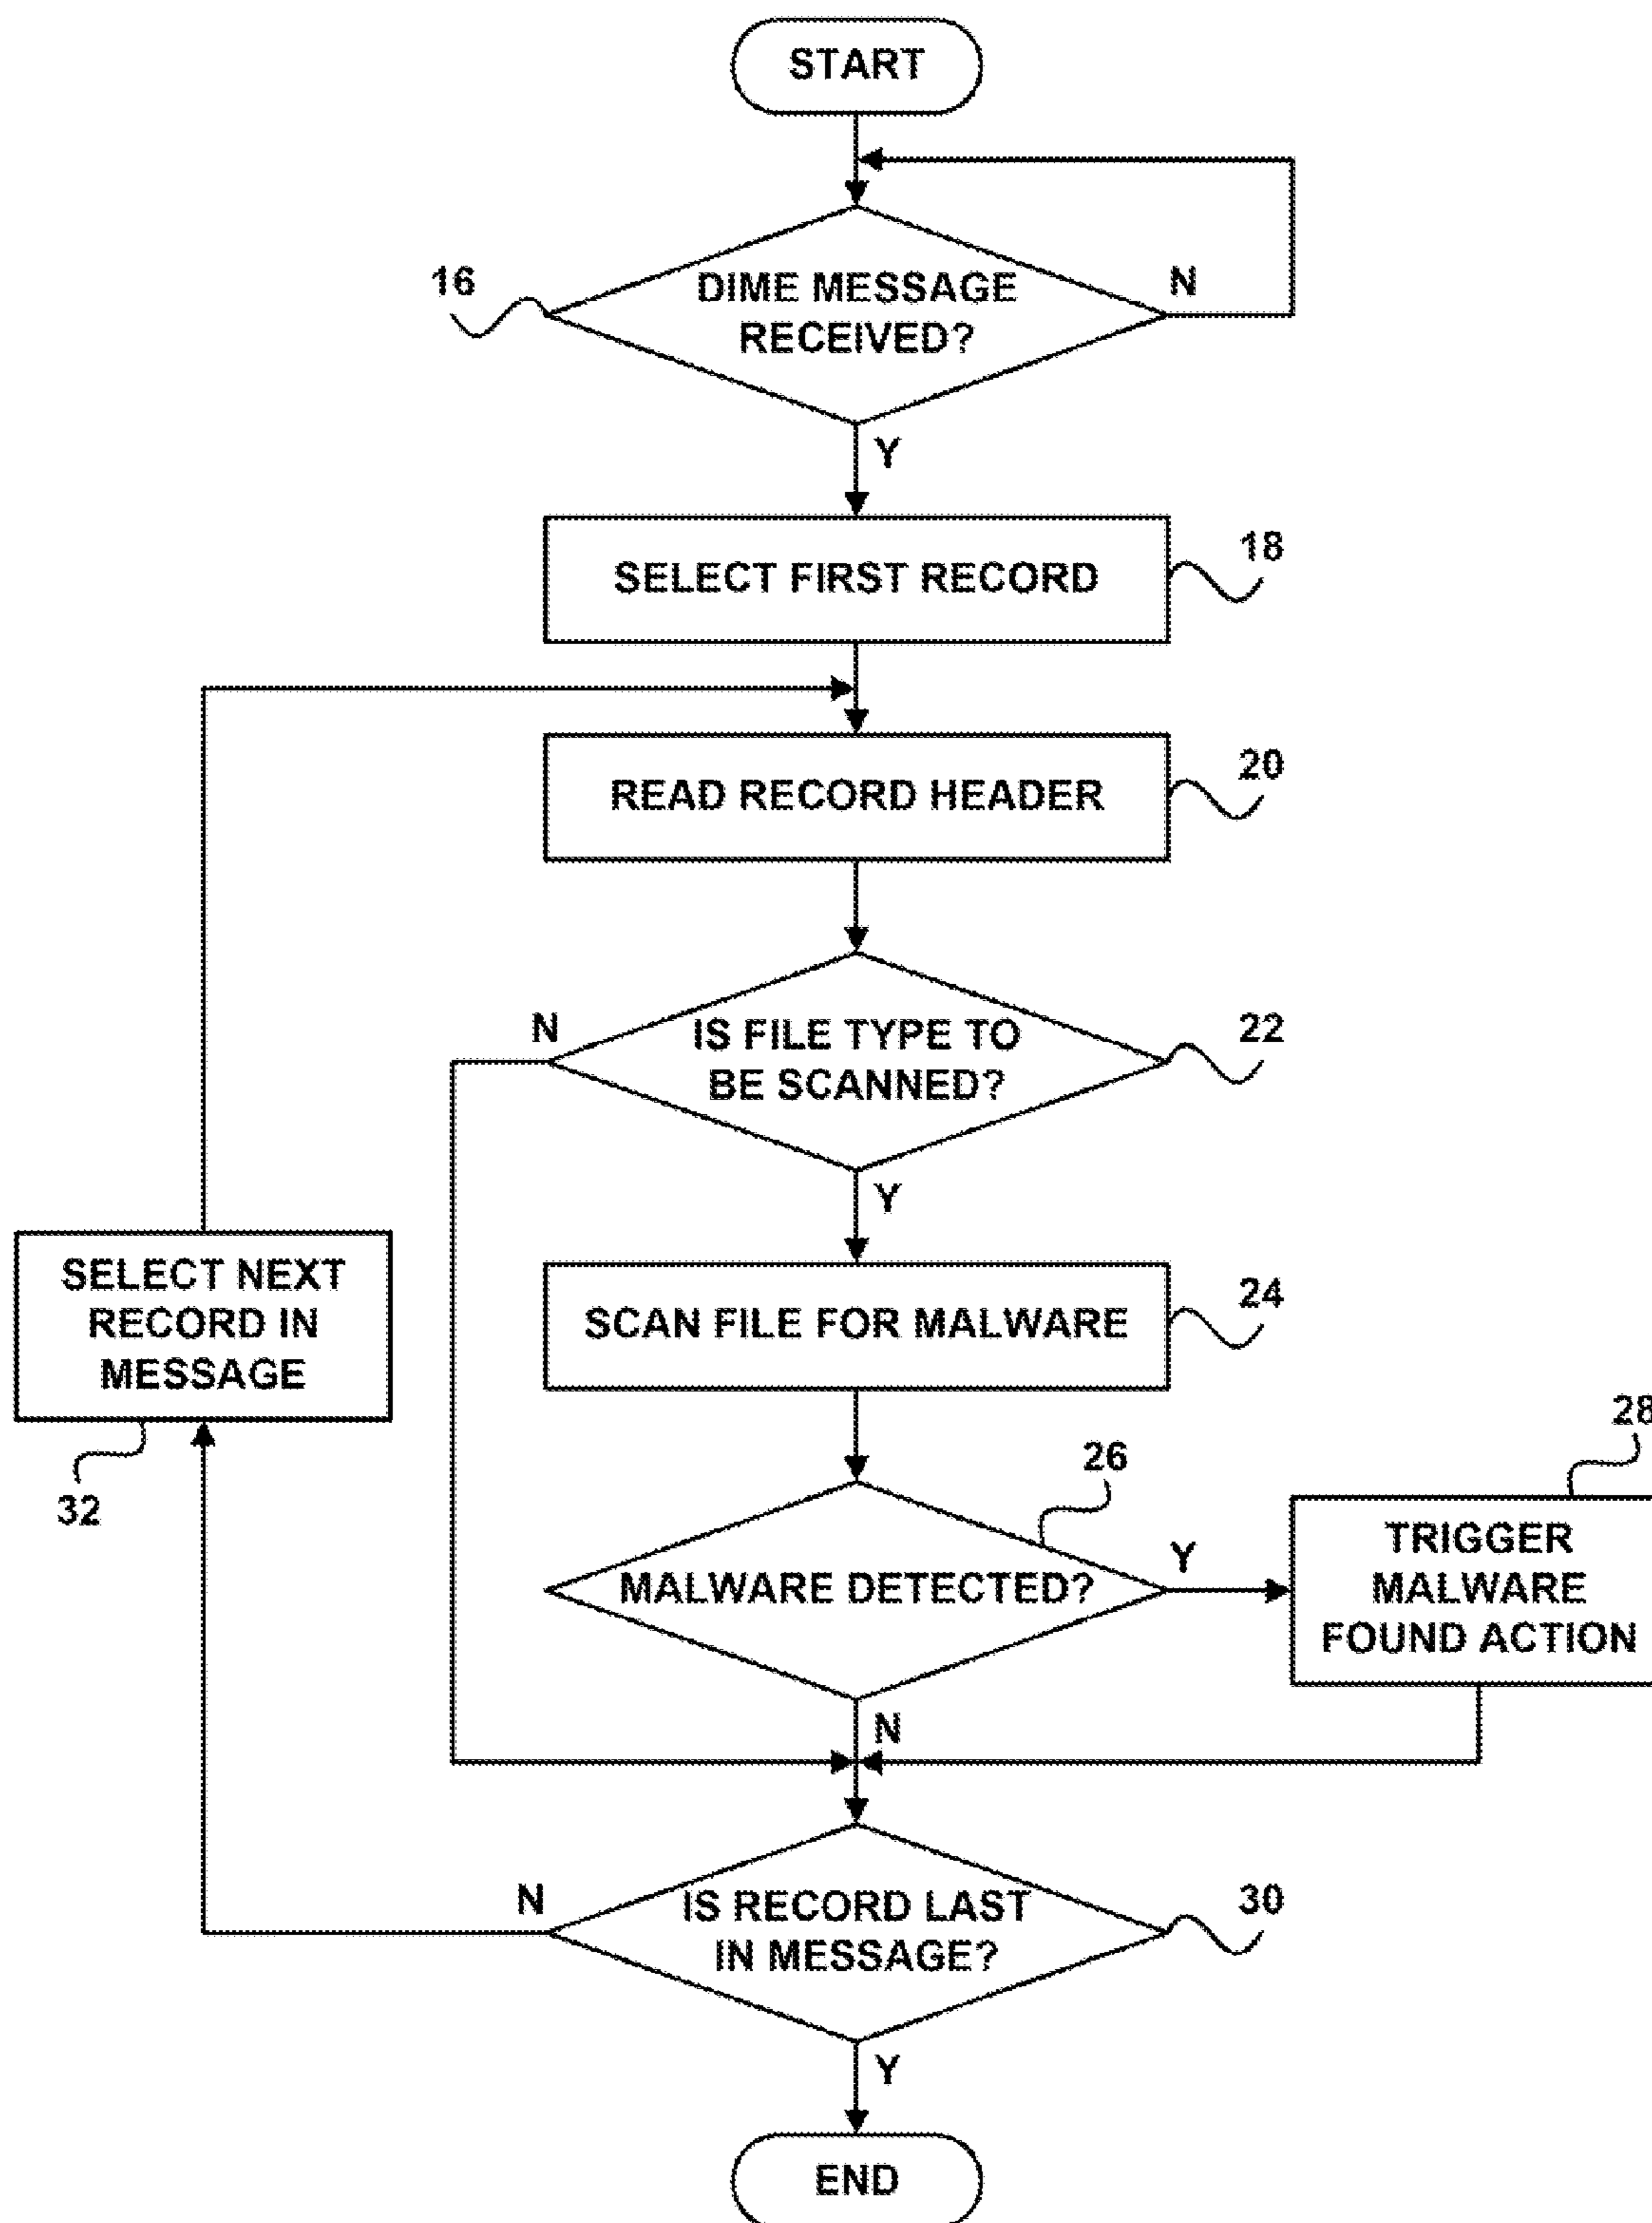 START
16
DIME MESSAGE
RECEIVED?
N
Y
SELECT FIRST RECORD
18
READ RECORD HEADER
20
N
IS FILE TYPE TO
BE SCANNED?
22
Y
SELECT NEXT
RECORD IN
MESSAGE
32
SCAN FILE FOR MALWARE
24
26
MALWARE DETECTED?
Y
28
TRIGGER
MALWARE
FOUND ACTION
N
N
IS RECORD LAST
IN MESSAGE?
30
Y
END